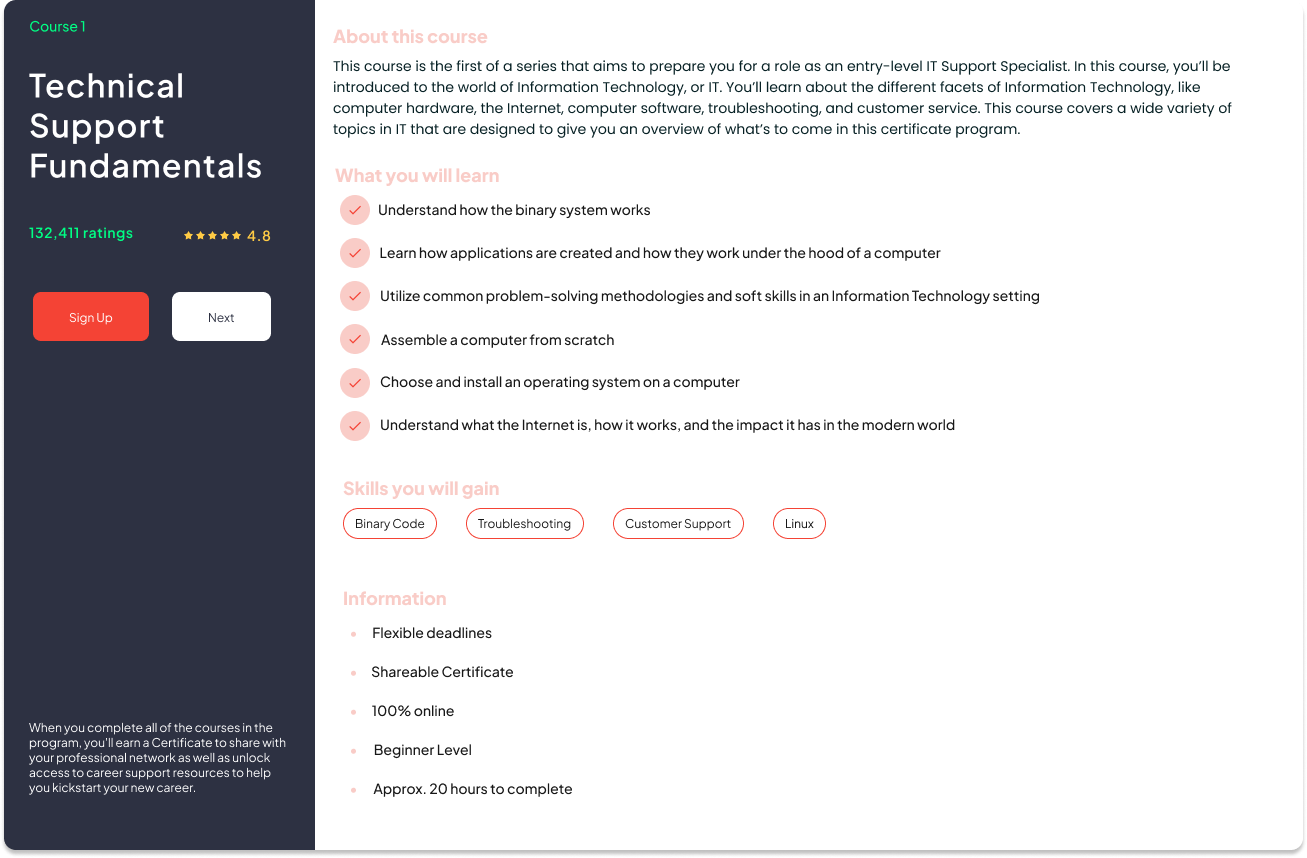 Course 1
Technical
Support
Fundamentals
132,411 ratings
4.8
Sign Up
Next
When you complete all of the courses in the
program, you'll earn a Certificate to share with
your professional network as well as unlock
access to career support resources to help
you kickstart your new career.
About this course
This course is the first of a series that aims to prepare you for a role as an entry-level IT Support Specialist. In this course, you’ll be
introduced to the world of Information Technology, or IT. You’ll learn about the different facets of Information Technology, like
computer hardware, the Internet, computer software, troubleshooting, and customer service. This course covers a wide variety of
topics in IT that are designed to give you an overview of what’s to come in this certificate program.
What you will learn
Understand how the binary system works
Learn how applications are created and how they work under the hood of a computer
Utilize common problem-solving methodologies and soft skills in an Information Technology setting
Assemble a computer from scratch
Choose and install an operating system on a computer
Understand what the Internet is, how it works, and the impact it has in the modern world
Skills you will gain
Binary Code
Troubleshooting
Customer Support
Linux
Information
Flexible deadlines
Shareable Certificate
100% online
Beginner Level
Approx. 20 hours to complete